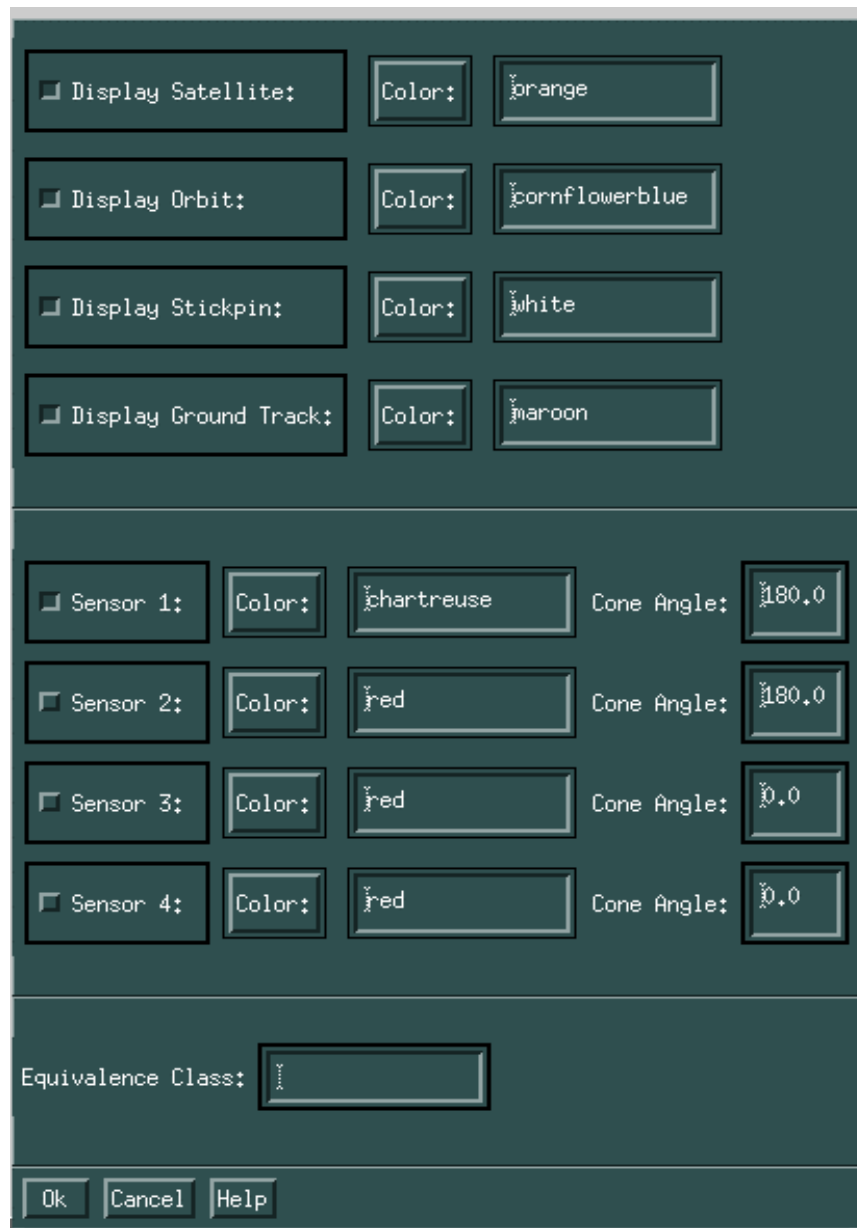 Display Satellite: Color: orange
Display Orbit: Color: cornflowerblue
Display Stickpin: Color: white
Display Ground Track: Color: maroon
Sensor 1: Color: chartreuse Cone Angle: 180.0
Sensor 2: Color: red Cone Angle: 180.0
Sensor 3: Color: red Cone Angle: 0.0
Sensor 4: Color: red Cone Angle: 0.0
Equivalence Class:
Ok Cancel Help